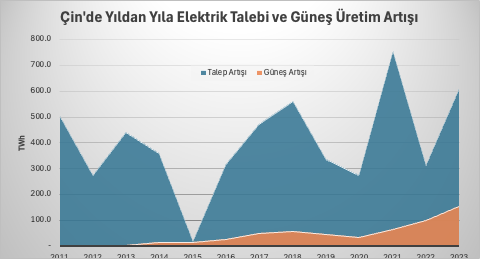 Çin'de Yıldan Yıla Elektrik Talebi ve Güneş Üretim Artışı
800.0
Talep Artışı Güneş Artışı
700.0
600.0
500.0
TWh
400.0
300.0
200.0
100.0
-
2011 2012 2013 2014 2015 2016 2017 2018 2019 2020 2021 2022 2023